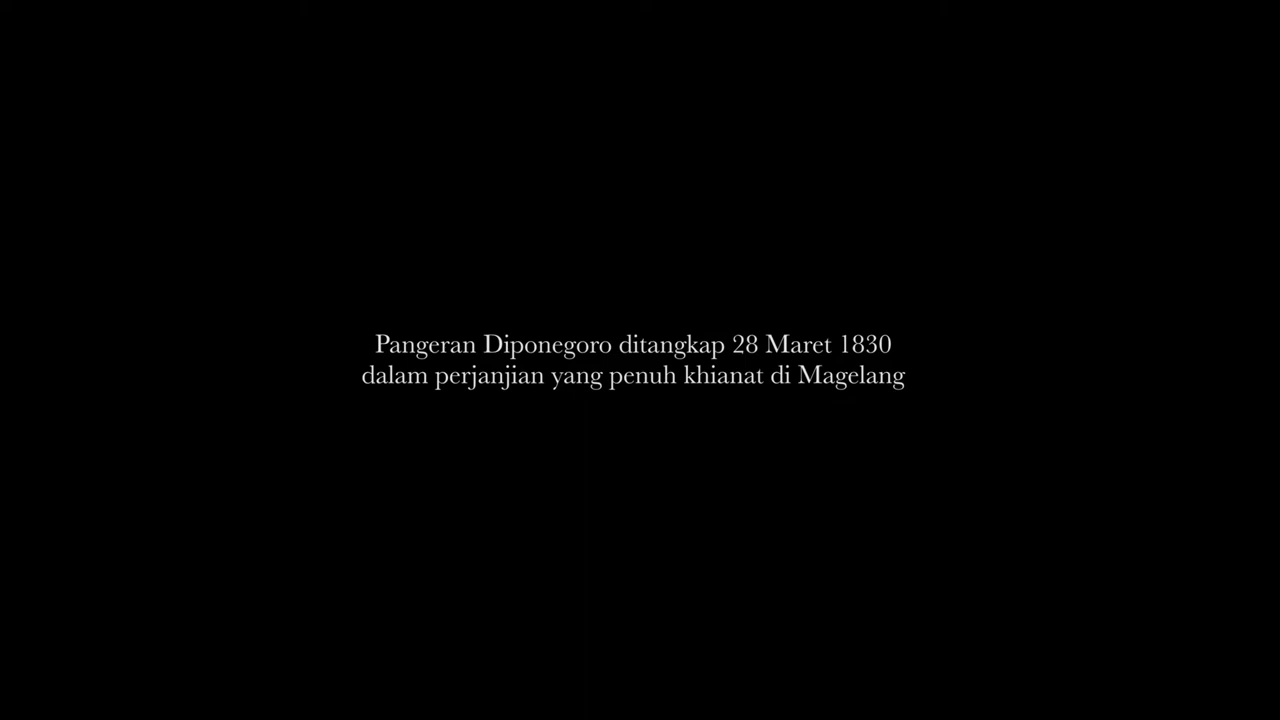 Pangeran Diponegoro ditangkap 28 Maret 1830
dalam perjanjian yang penuh khianat di Magelang